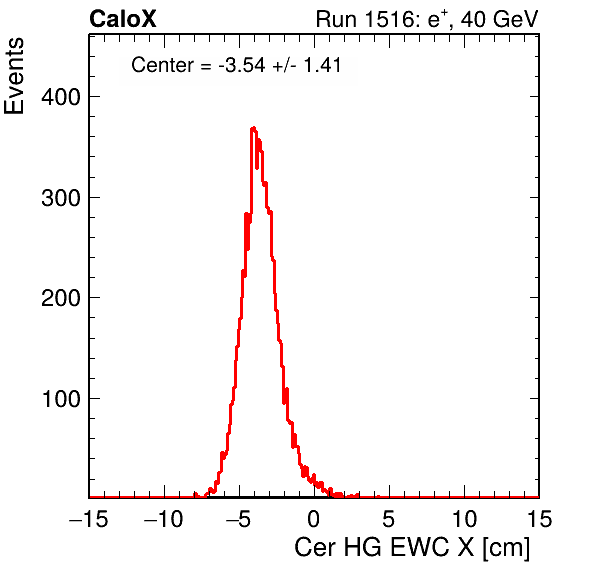 CaloX Run 1516: e⁺, 40 GeV
Center = -3.54 +/- 1.41
Events
400
300
200
100
−15 −10 −5 0 5 10 15
Cer HG EWC X [cm]